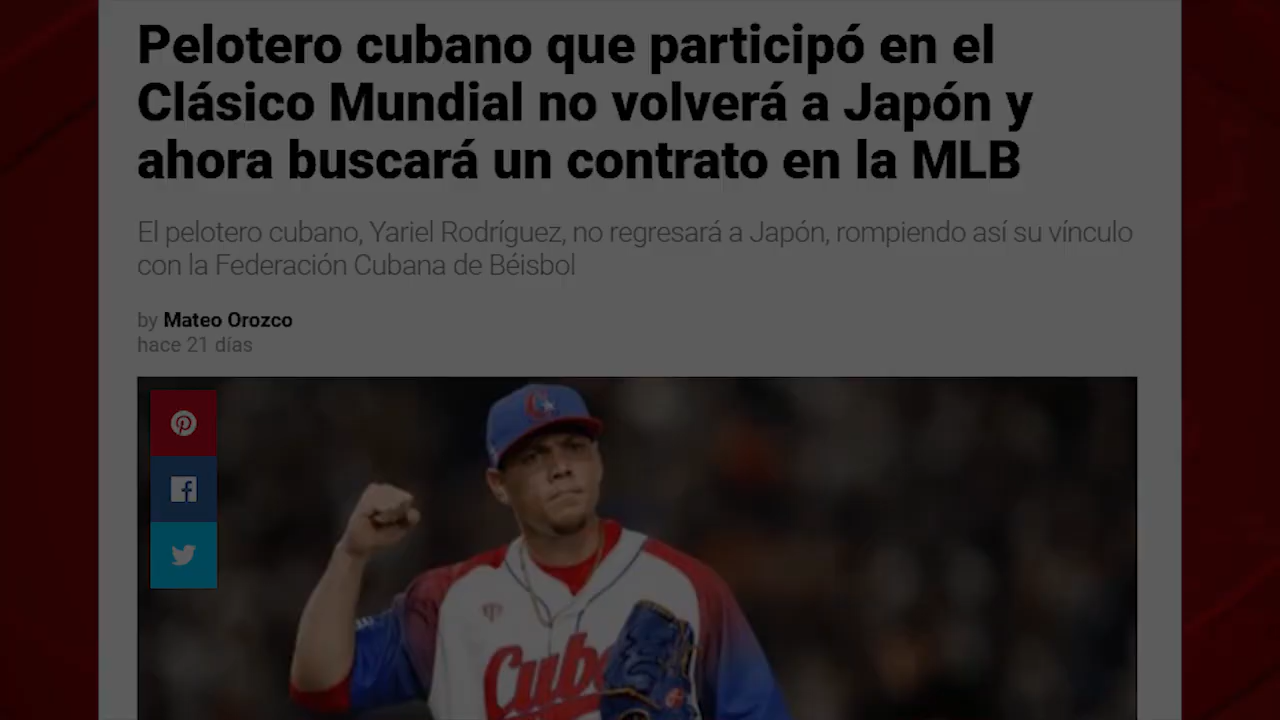 Pelotero cubano que participó en el
Clásico Mundial no volverá a Japón y
ahora buscará un contrato en la MLB
El pelotero cubano, Yariel Rodríguez, no regresará a Japón, rompiendo así su vínculo
con la Federación Cubana de Béisbol
by Mateo Orozco
hace 21 días
C
Cuba